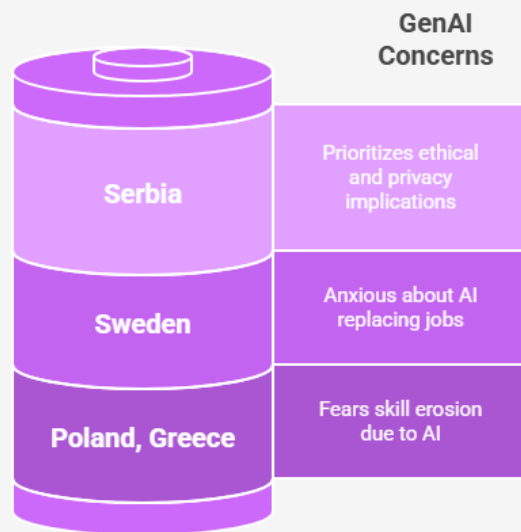 GenAI
Concerns
Serbia
Prioritizes ethical
and privacy
implications
Sweden
Anxious about AI
replacing jobs
Poland, Greece
Fears skill erosion
due to AI